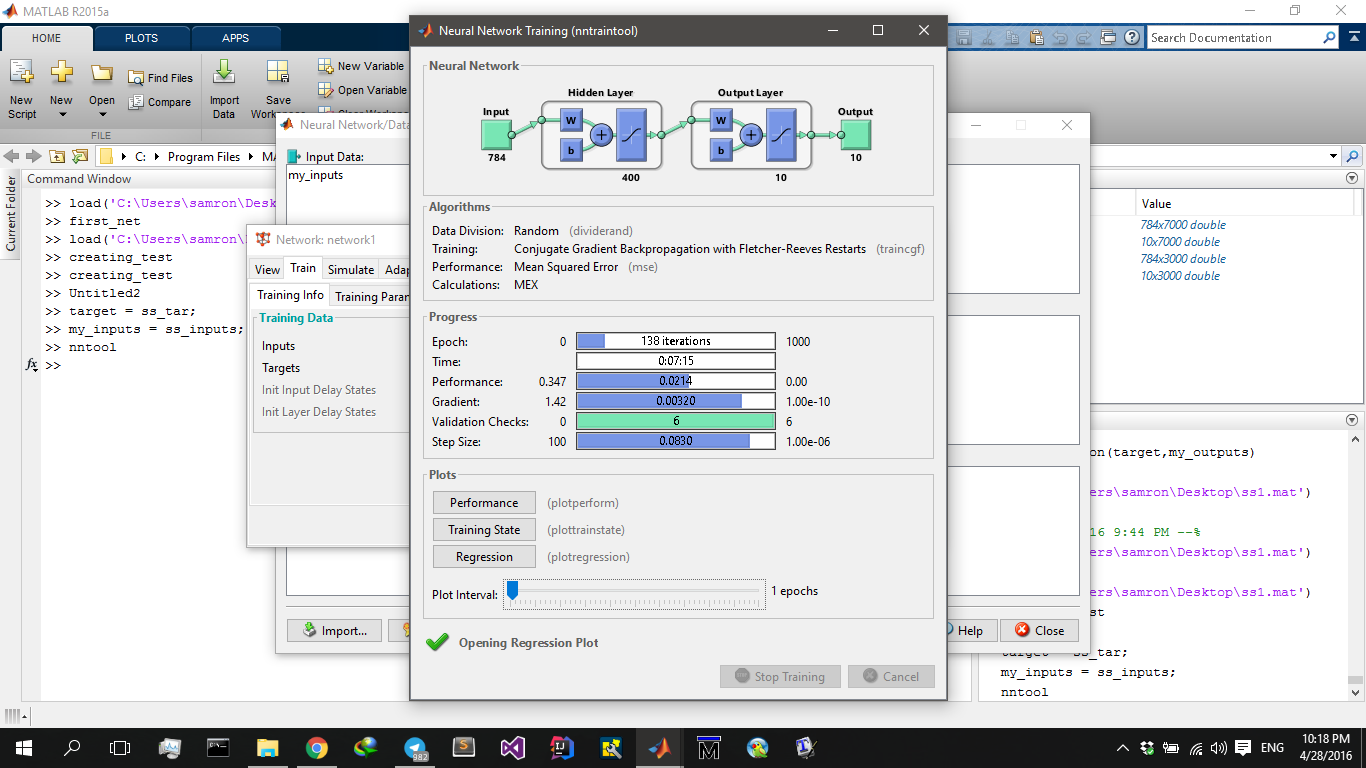 MATLAB R2015a
HOME
PLOTS
APPS
Search Documentation
New Script
New
Open
Find Files
Compare
Import Data
Save
New Variable
Open Variable
FILE
C:
Program Files
Current Folder
Command Window
>> load('C:\Users\samron\Desk
>> first_net
>> load('C:\Users\samron\
>> creating_test
>> creating_test
>> Untitled2
>> target = ss_tar;
>> my_inputs = ss_inputs;
>> nntool
fx >>
Neural Network/Data
Input Data:
my_inputs
Import...
Help
Close
Network: network1
View
Train
Simulate
Training Info
Training Data
Inputs
Targets
Init Input Delay States
Init Layer Delay States
Neural Network Training (nntraintool)
Neural Network
Hidden Layer
Output Layer
Input
Output
W
b
+
W
b
+
784
10
400
10
Algorithms
Data Division: Random (dividerand)
Training: Conjugate Gradient Backpropagation with Fletcher-Reeves Restarts (traincgf)
Performance: Mean Squared Error (mse)
Calculations: MEX
Progress
Epoch: 0 138 iterations 1000
Time: 0:07:15
Performance: 0.347 0.0214 0.00
Gradient: 1.42 0.00320 1.00e-10
Validation Checks: 0 6 6
Step Size: 100 0.0830 1.00e-06
Plots
Performance (plotperform)
Training State (plottrainstate)
Regression (plotregression)
Plot Interval: 1 epochs
Opening Regression Plot
Stop Training
Cancel
Value
784x7000 double
10x7000 double
784x3000 double
10x3000 double
on(target,my_outputs)
ers\samron\Desktop\ss1.mat')
16 9:44 PM --%
ers\samron\Desktop\ss1.mat')
ers\samron\Desktop\ss1.mat')
target = ss_tar;
my_inputs = ss_inputs;
nntool
982
ENG
10:18 PM
4/28/2016